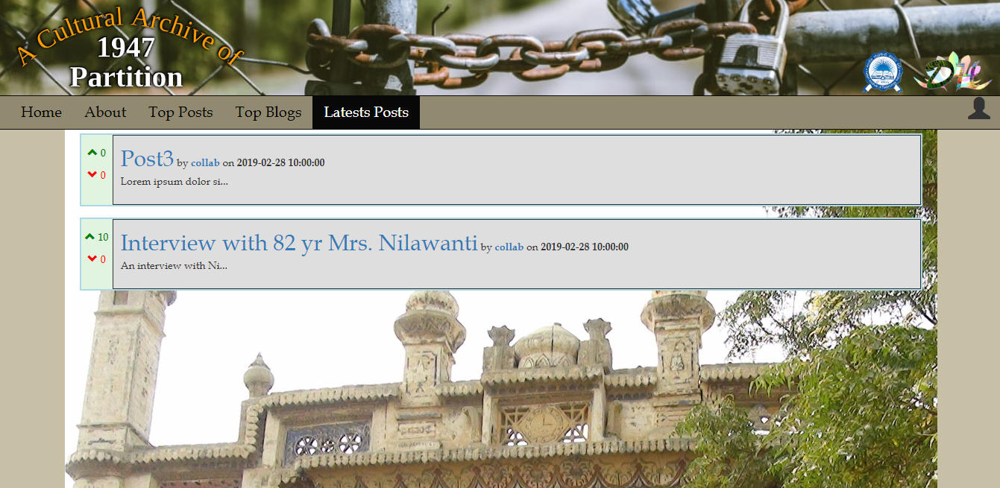 A Cultural Archive of
1947
Partition
Home About Top Posts Top Blogs Latests Posts
0 Post3 by collab on 2019-02-28 10:00:00
0 Lorem ipsum dolor si...
10 Interview with 82 yr Mrs. Nilawanti by collab on 2019-02-28 10:00:00
0 An interview with Ni...